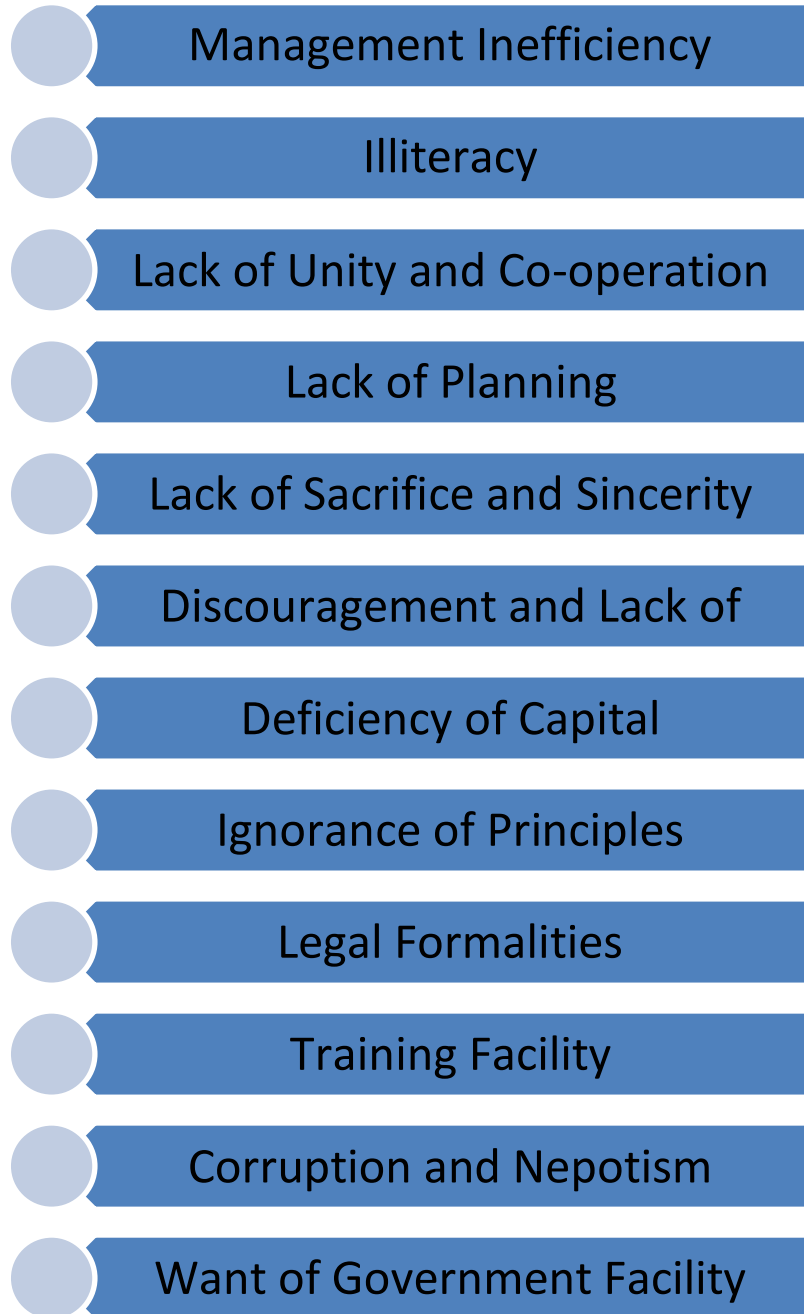 Management Inefficiency
Illiteracy
Lack of Unity and Co-operation
Lack of Planning
Lack of Sacrifice and Sincerity
Discouragement and Lack of
Deficiency of Capital
Ignorance of Principles
Legal Formalities
Training Facility
Corruption and Nepotism
Want of Government Facility